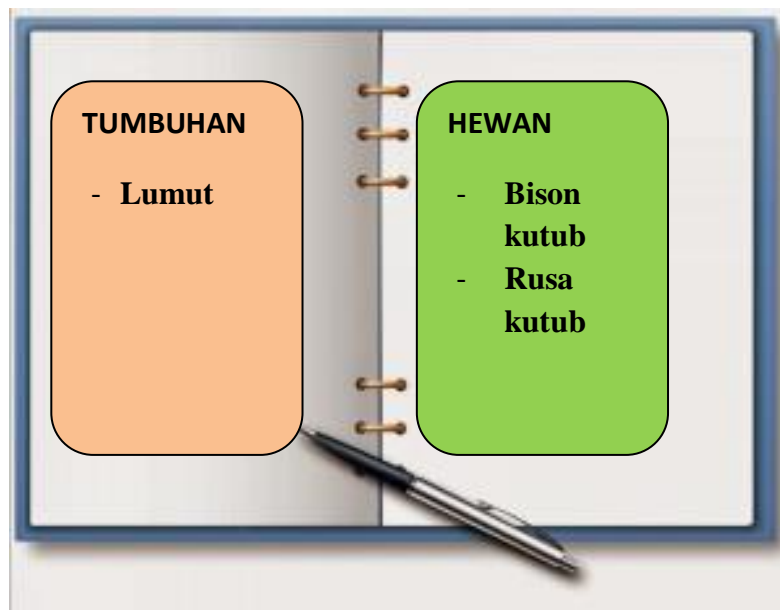 TUMBUHAN
- Lumut
HEWAN
- Bison
kutub
- Rusa
kutub